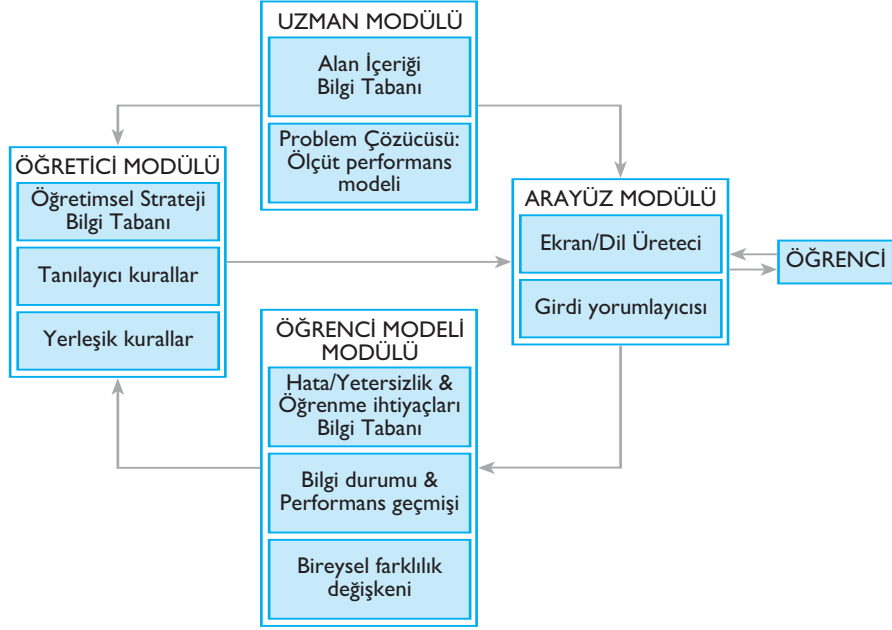 UZMAN MODÜLÜ
Alan İçeriği
Bilgi Tabanı
Problem Çözücüsü:
Ölçüt performans
modeli
ÖĞRETİCİ MODÜLÜ
Öğretimsel Strateji
Bilgi Tabanı
Tanılayıcı kurallar
Yerleşik kurallar
ARAYÜZ MODÜLÜ
Ekran/Dil Üreteci
Girdi yorumlayıcısı
ÖĞRENCİ
ÖĞRENCİ MODELİ
MODÜLÜ
Hata/Yetersizlik &
Öğrenme ihtiyaçları
Bilgi Tabanı
Bilgi durumu &
Performans geçmişi
Bireysel farklılık
değişkeni